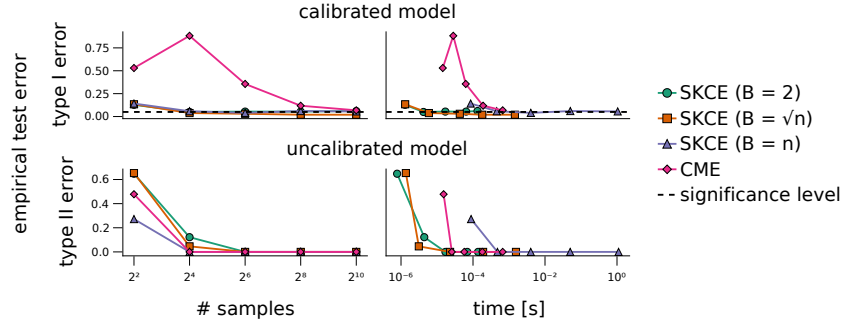 calibrated model
empirical test error
type I error
0.75
0.50
0.25
0.00
uncalibrated model
type II error
0.6
0.4
0.2
0.0
2² 2⁴ 2⁶ 2⁸ 2¹⁰
# samples
10⁻⁶ 10⁻⁴ 10⁻² 10⁰
time [s]
SKCE (B = 2)
SKCE (B = √n)
SKCE (B = n)
CME
significance level